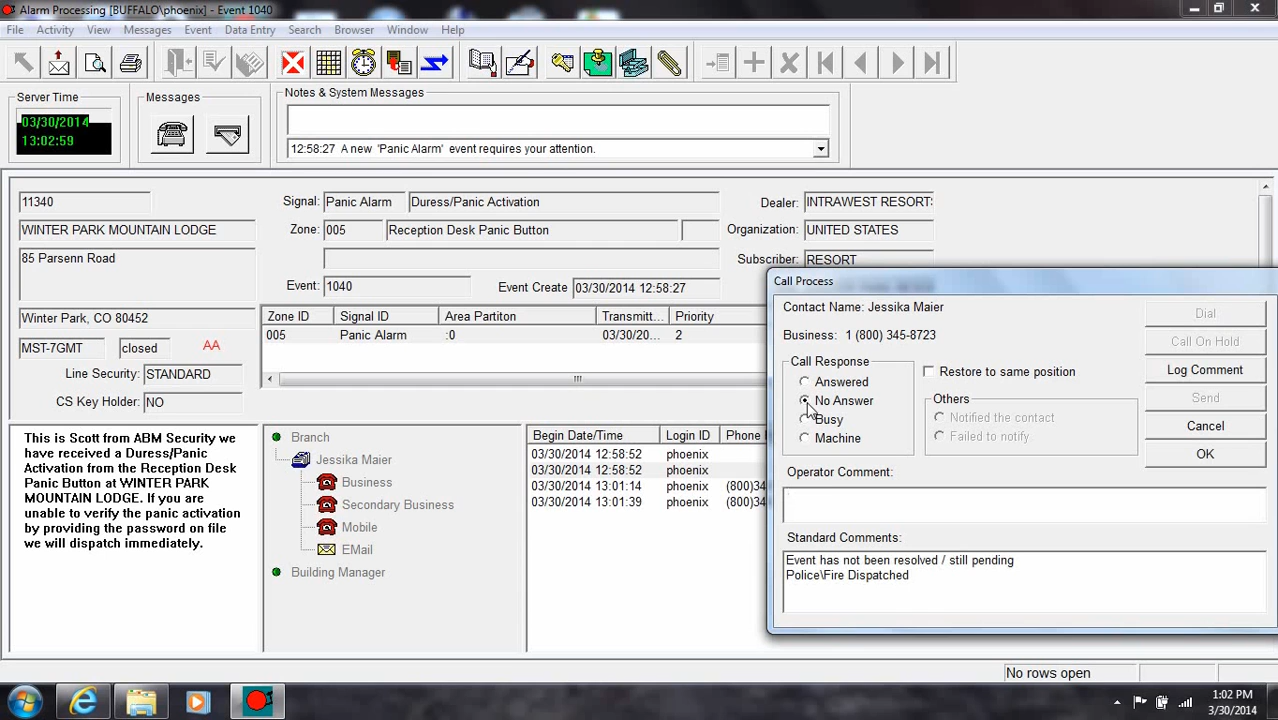 Alarm Processing [BUFFALO\phoenix] - Event 1040
File Activity View Messages Event Data Entry Search Browser Window Help
Server Time
03/30/2014
13:02:59
Messages
Notes & System Messages
12:58:27 A new 'Panic Alarm' event requires your attention.
11340
WINTER PARK MOUNTAIN LODGE
85 Parsenn Road
Winter Park, CO 80452
MST-7GMT closed AA
Line Security: STANDARD
CS Key Holder: NO
Signal: Panic Alarm Duress/Panic Activation
Zone: 005 Reception Desk Panic Button
Event: 1040 Event Create 03/30/2014 12:58:27
Dealer: INTRAWEST RESORT
Organization: UNITED STATES
Subscriber: RESORT
Zone ID Signal ID Area Partiton Transmitt... Priority
005 Panic Alarm :0 03/30/20... 2
This is Scott from ABM Security we
have received a Duress/Panic
Activation from the Reception Desk
Panic Button at WINTER PARK
MOUNTAIN LODGE. If you are
unable to verify the panic activation
by providing the password on file
we will dispatch immediately.
Branch
Jessika Maier
Business
Secondary Business
Mobile
EMail
Building Manager
Begin Date/Time Login ID Phone
03/30/2014 12:58:52 phoenix
03/30/2014 12:58:52 phoenix
03/30/2014 13:01:14 phoenix (800)34
03/30/2014 13:01:39 phoenix (800)34
Call Process
Contact Name: Jessika Maier
Business: 1 (800) 345-8723
Call Response
Answered
No Answer
Busy
Machine
Restore to same position
Others
Notified the contact
Failed to notify
Dial
Call On Hold
Log Comment
Send
Cancel
OK
Operator Comment:
Standard Comments:
Event has not been resolved / still pending
Police\Fire Dispatched
No rows open
1:02 PM
3/30/2014